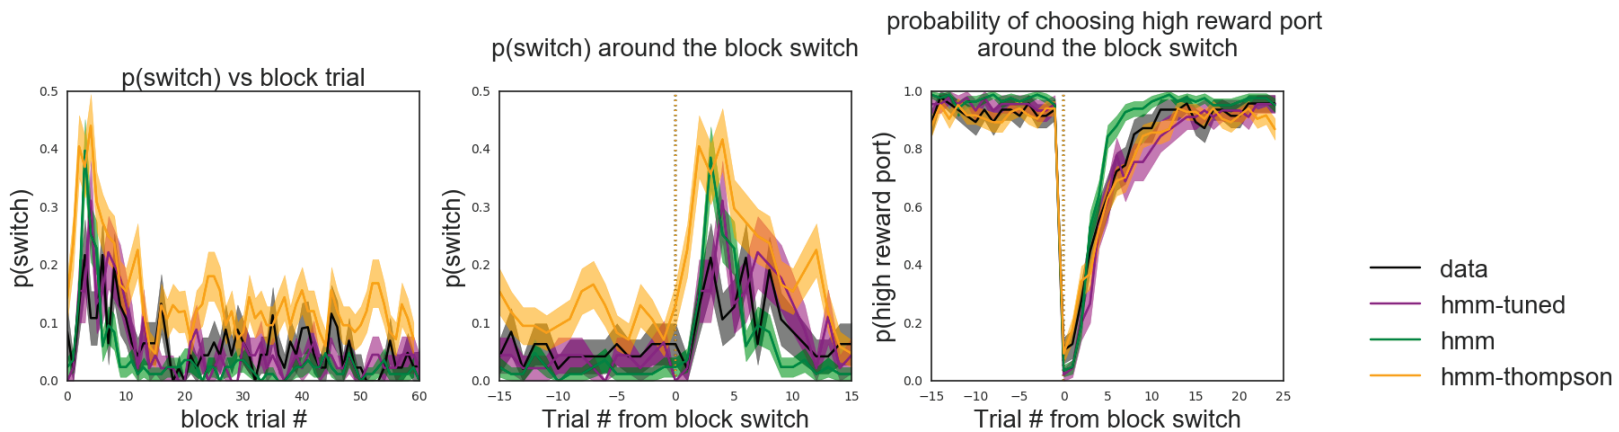 p(switch) vs block trial
p(switch)
0.5
0.4
0.3
0.2
0.1
0.0
0 10 20 30 40 50 60
block trial #
p(switch) around the block switch
p(switch)
0.5
0.4
0.3
0.2
0.1
0.0
−15 −10 −5 0 5 10 15
Trial # from block switch
probability of choosing high reward port
around the block switch
p(high reward port)
1.0
0.8
0.6
0.4
0.2
0.0
−15 −10 −5 0 5 10 15 20 25
Trial # from block switch
data
hmm-tuned
hmm
hmm-thompson